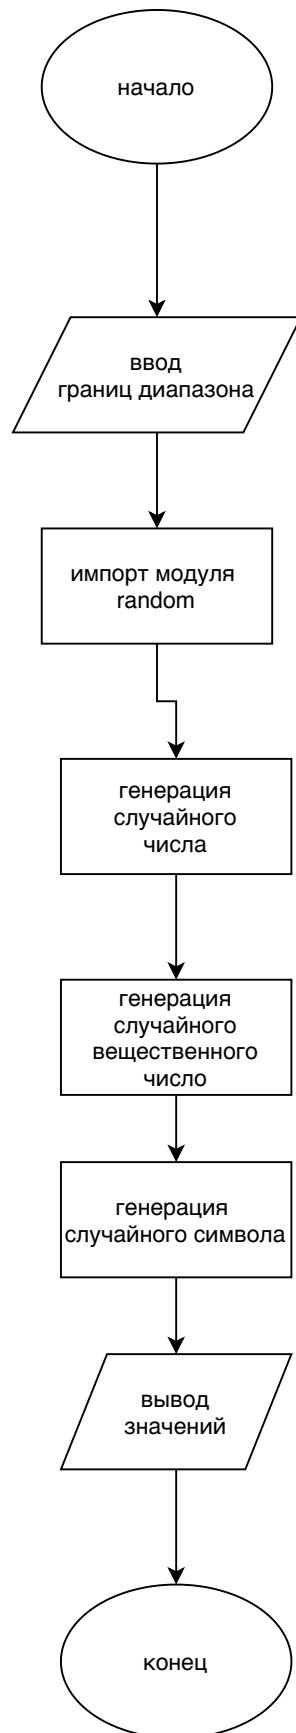 начало
ввод
границ диапазона
импорт модуля
random
генерация
случайного
числа
генерация
случайного
вещественного
число
генерация
случайного символа
вывод
значений
конец